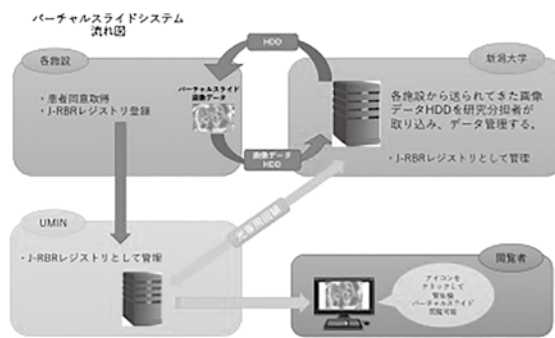 バーチャルスライドシステム
流れ図
各施設
・患者同意取得
・J-RBRレジストリ登録
HDD
バーチャルスライド
画像データ
画像データ
HDD
新潟大学
各施設から送られてきた画像
データHDDを研究分担者が
取り込み、データ管理する。
・J-RBRレジストリとして管理
光専用回線
UMIN
・J-RBRレジストリとして管理
閲覧者
アイコンを
クリックして
腎生検
バーチャルスライド
閲覧可能